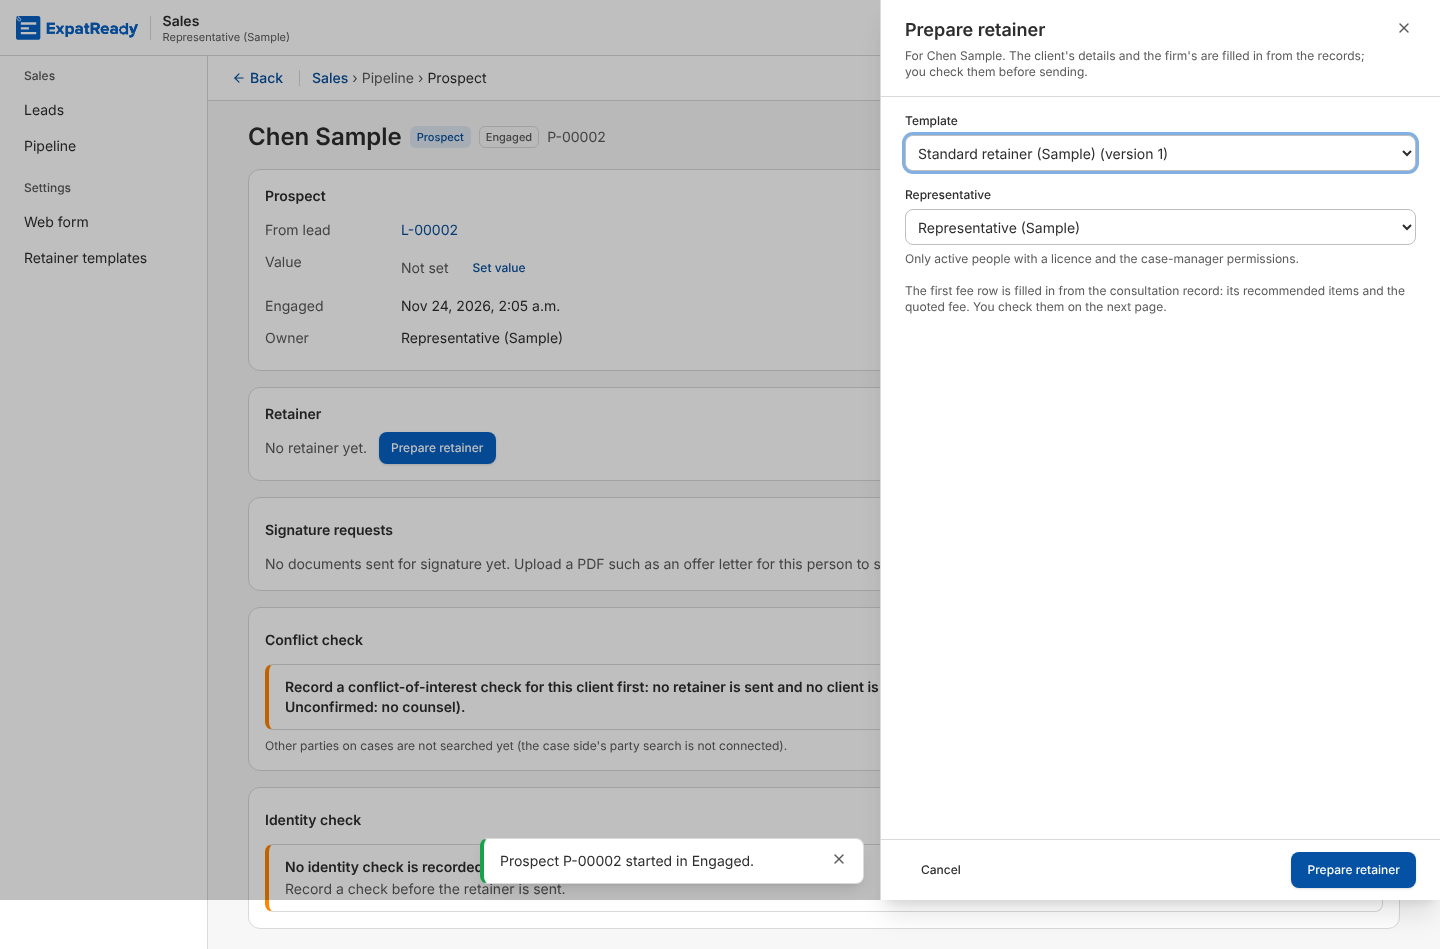 ExpatReady
Sales
Representative (Sample)
Sales
Leads
Pipeline
Settings
Web form
Retainer templates
← Back
Sales › Pipeline › Prospect
Chen Sample Prospect Engaged P-00002
Prospect
From lead L-00002
Value Not set Set value
Engaged Nov 24, 2026, 2:05 a.m.
Owner Representative (Sample)
Retainer
No retainer yet. Prepare retainer
Signature requests
No documents sent for signature yet. Upload a PDF such as an offer letter for this person to s
Conflict check
Record a conflict-of-interest check for this client first: no retainer is sent and no client is
Unconfirmed: no counsel).
Other parties on cases are not searched yet (the case side's party search is not connected).
Identity check
No identity check is recorded
Record a check before the retainer is sent.
Prospect P-00002 started in Engaged.
Prepare retainer
For Chen Sample. The client's details and the firm's are filled in from the records;
you check them before sending.
Template
Standard retainer (Sample) (version 1)
Representative
Representative (Sample)
Only active people with a licence and the case-manager permissions.
The first fee row is filled in from the consultation record: its recommended items and the
quoted fee. You check them on the next page.
Cancel
Prepare retainer